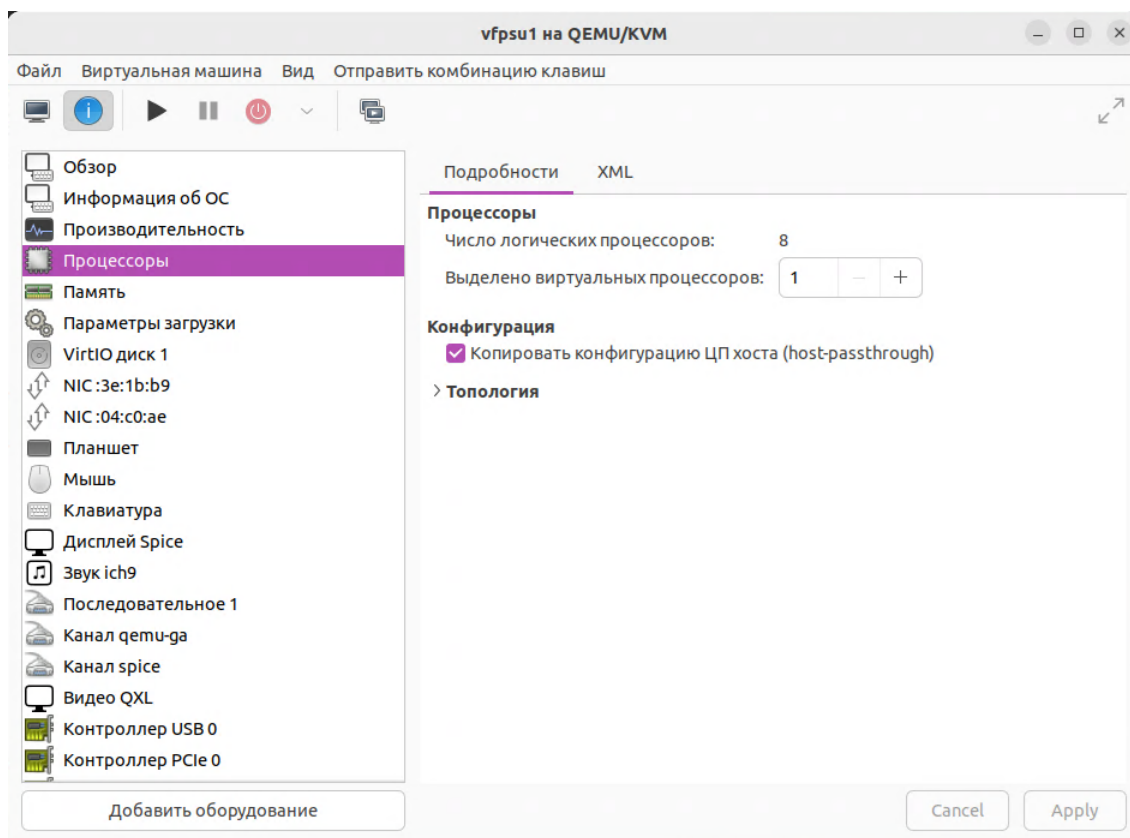 vfpsu1 на QEMU/KVM
Файл Виртуальная машина Вид Отправить комбинацию клавиш
Обзор
Информация об ОС
Производительность
Процессоры
Память
Параметры загрузки
VirtIO диск 1
NIC :3e:1b:b9
NIC :04:c0:ae
Планшет
Мышь
Клавиатура
Дисплей Spice
Звук ich9
Последовательное 1
Канал qemu-ga
Канал spice
Видео QXL
Контроллер USB 0
Контроллер PCIe 0
Добавить оборудование
Подробности XML
Процессоры
Число логических процессоров: 8
Выделено виртуальных процессоров: 1
Конфигурация
Копировать конфигурацию ЦП хоста (host-passthrough)
Топология
Cancel Apply